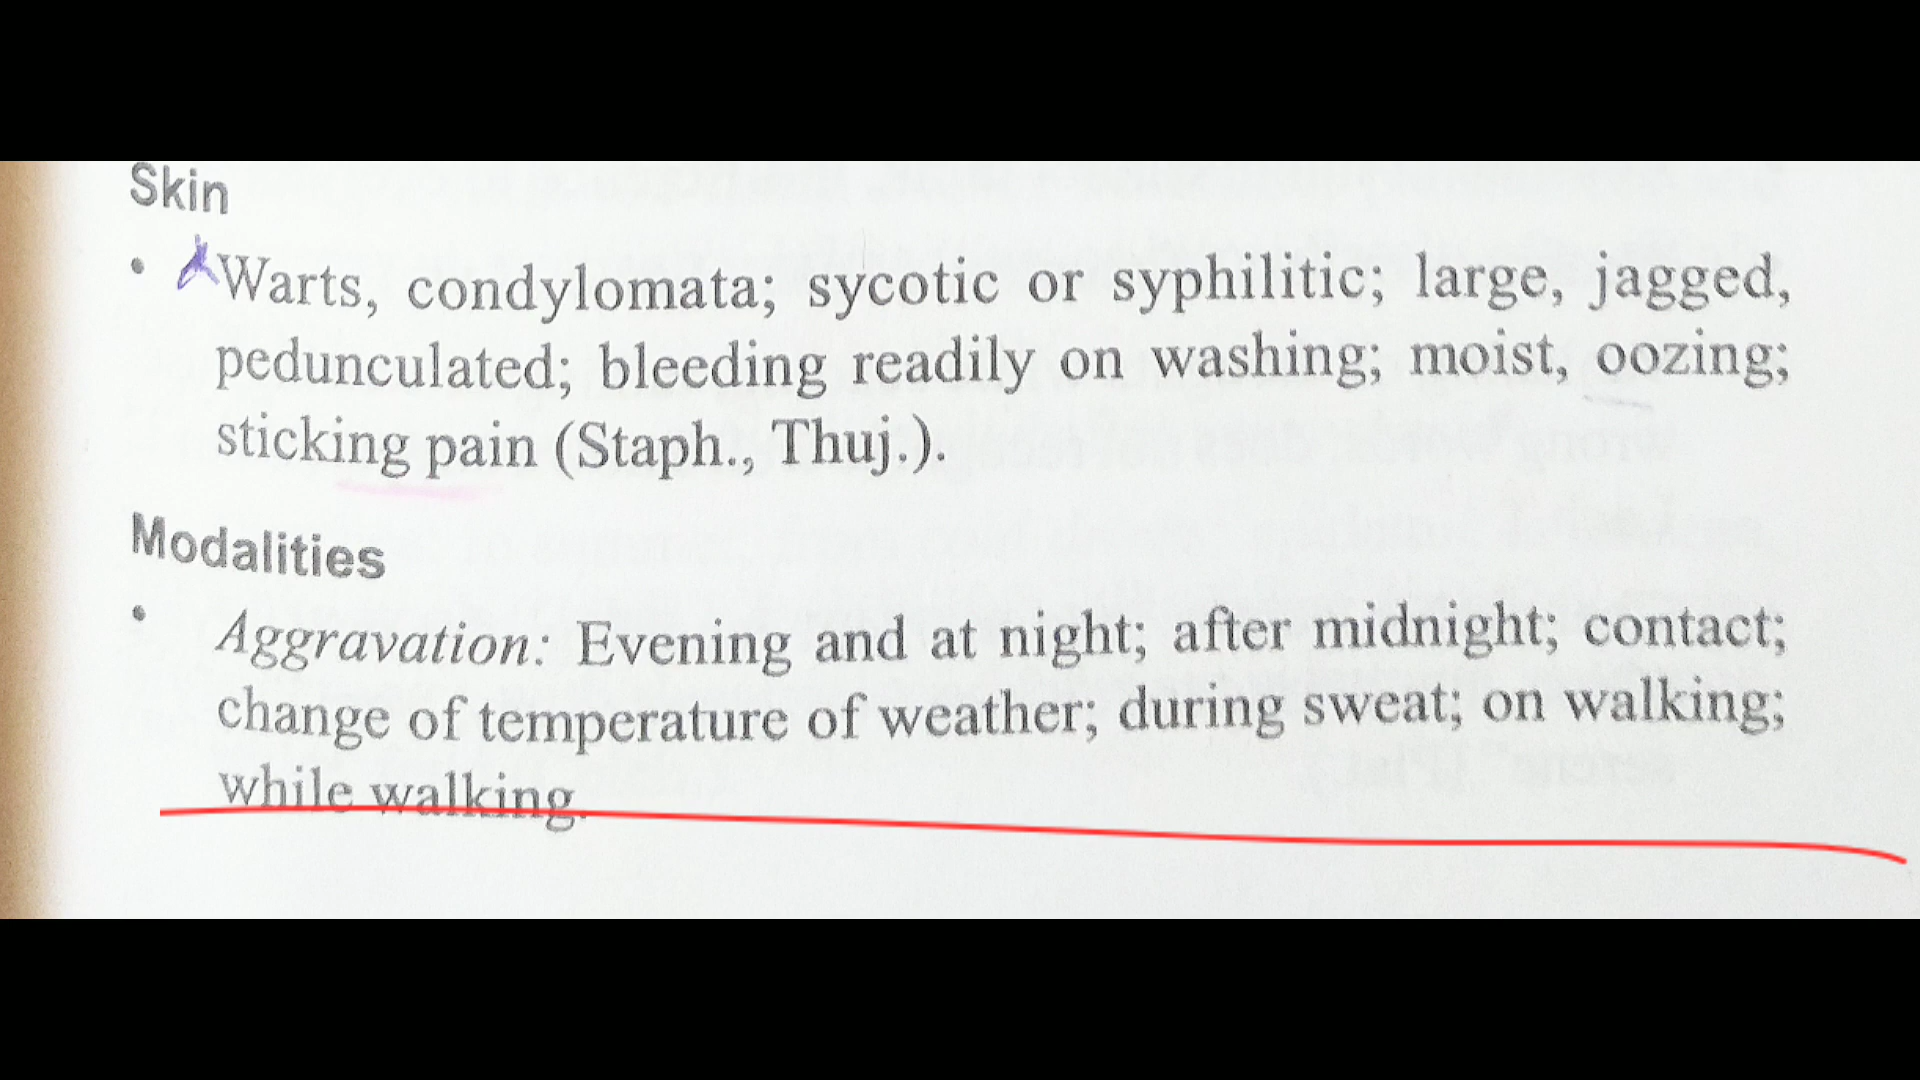 Skin
• Warts, condylomata; sycotic or syphilitic; large, jagged,
pedunculated; bleeding readily on washing; moist, oozing;
sticking pain (Staph., Thuj.).
Modalities
• Aggravation: Evening and at night; after midnight; contact;
change of temperature of weather; during sweat; on walking;
while walking.